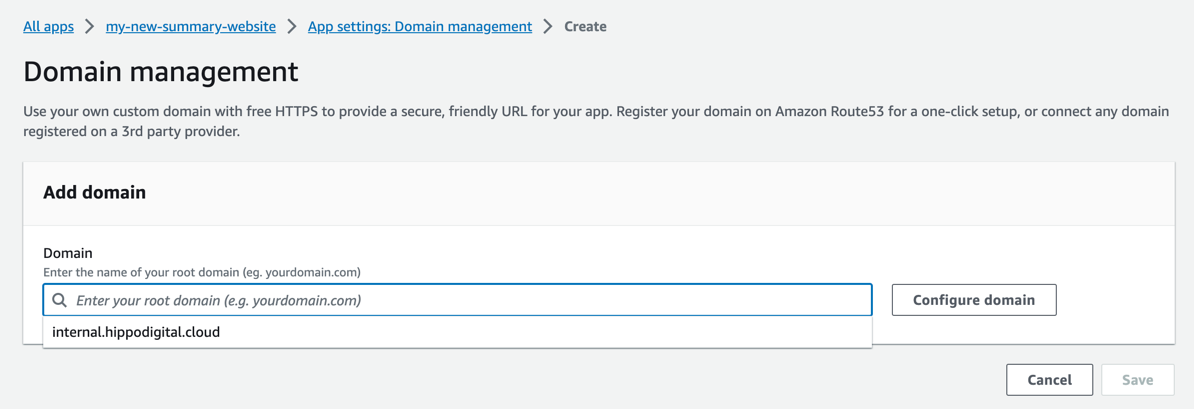 All apps > my-new-summary-website > App settings: Domain management > Create
Domain management
Use your own custom domain with free HTTPS to provide a secure, friendly URL for your app. Register your domain on Amazon Route53 for a one-click setup, or connect any domain
registered on a 3rd party provider.
Add domain
Domain
Enter the name of your root domain (eg. yourdomain.com)
Enter your root domain (e.g. yourdomain.com)
Configure domain
internal.hippodigital.cloud
Cancel
Save